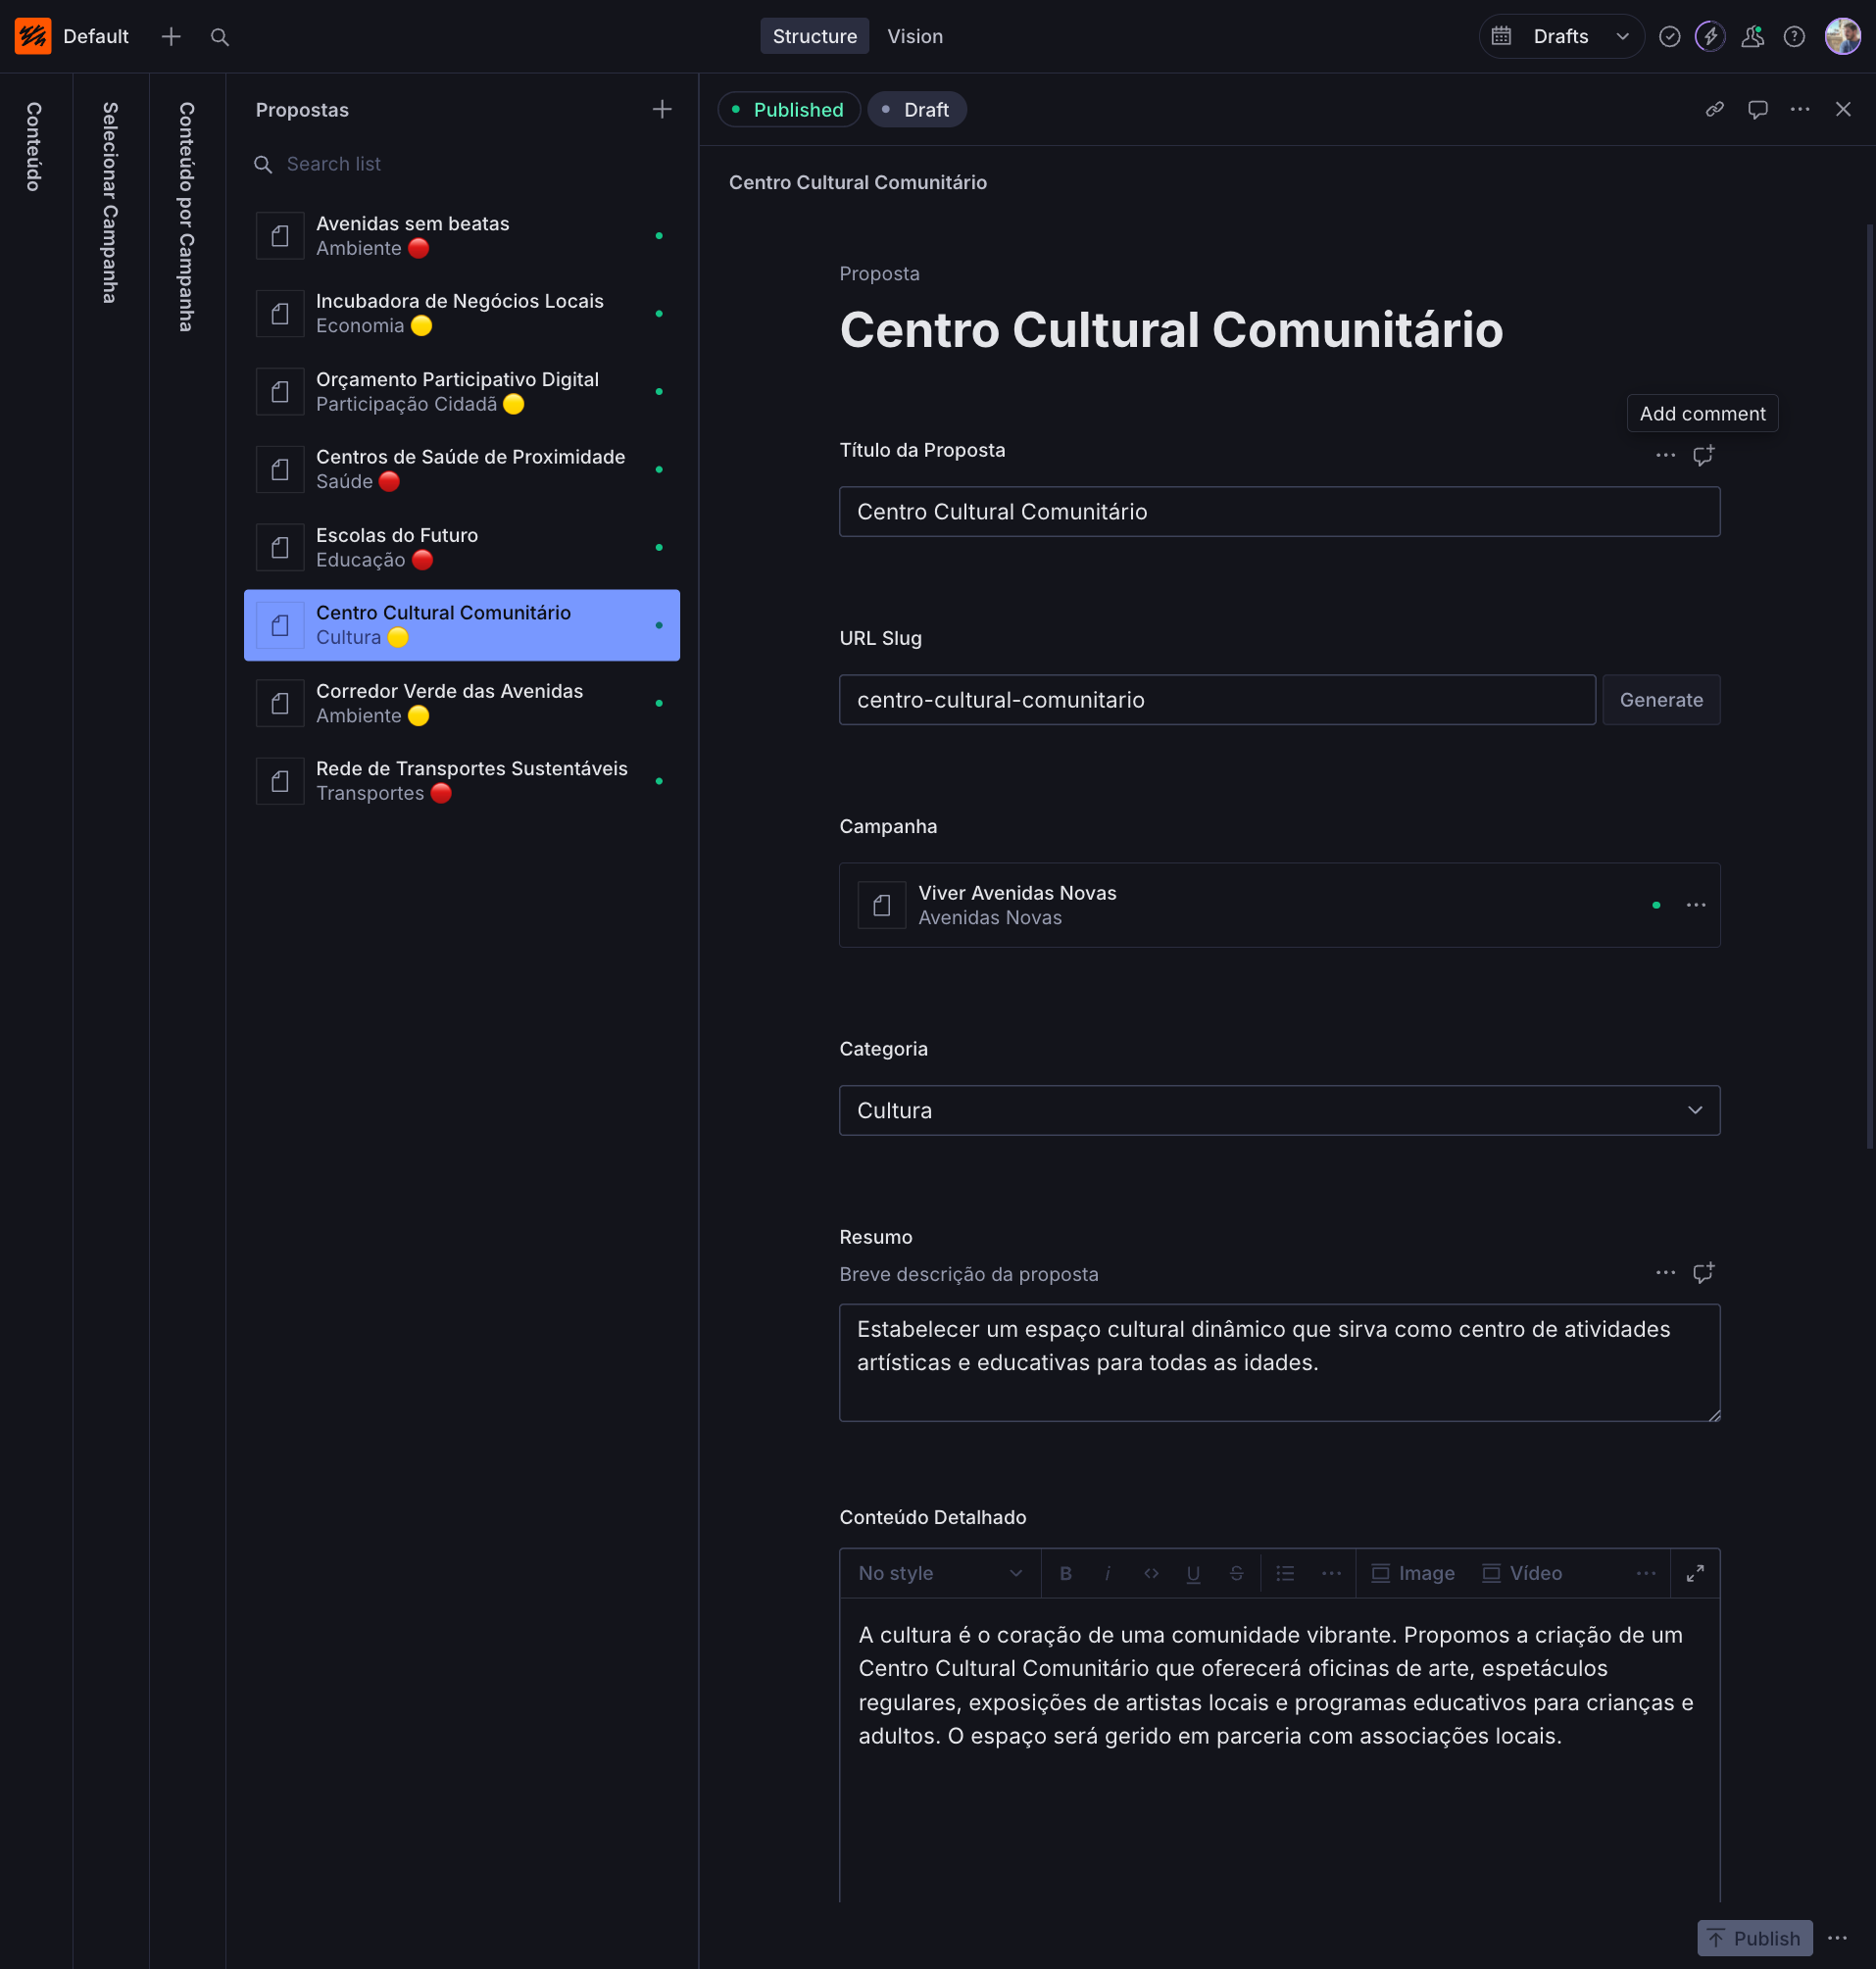 Default
Structure
Vision
Drafts
Conteúdo
Selecionar Campanha
Conteúdo por Campanha
Propostas
Search list
Avenidas sem beatas
Ambiente 🔴
Incubadora de Negócios Locais
Economia 🟡
Orçamento Participativo Digital
Participação Cidadã 🟡
Centros de Saúde de Proximidade
Saúde 🔴
Escolas do Futuro
Educação 🔴
Centro Cultural Comunitário
Cultura 🟡
Corredor Verde das Avenidas
Ambiente 🟡
Rede de Transportes Sustentáveis
Transportes 🔴
Published
Draft
Centro Cultural Comunitário
Proposta
Centro Cultural Comunitário
Add comment
Título da Proposta
Centro Cultural Comunitário
URL Slug
centro-cultural-comunitario
Generate
Campanha
Viver Avenidas Novas
Avenidas Novas
Categoria
Cultura
Resumo
Breve descrição da proposta
Estabelecer um espaço cultural dinâmico que sirva como centro de atividades
artísticas e educativas para todas as idades.
Conteúdo Detalhado
No style
B i <> U S
Image
Vídeo
A cultura é o coração de uma comunidade vibrante. Propomos a criação de um
Centro Cultural Comunitário que oferecerá oficinas de arte, espetáculos
regulares, exposições de artistas locais e programas educativos para crianças e
adultos. O espaço será gerido em parceria com associações locais.
Publish